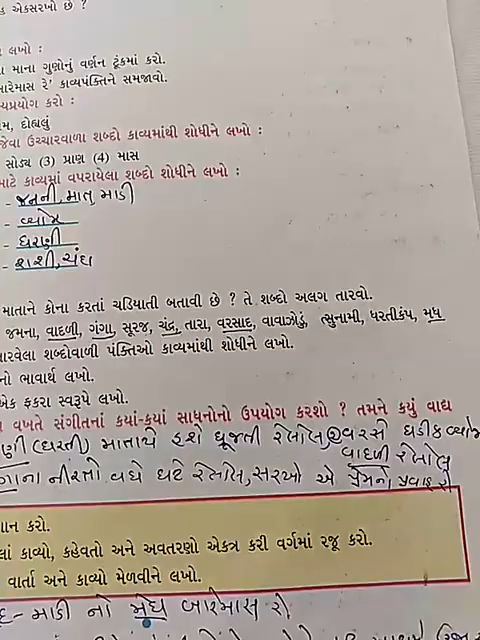 એકસરખો છે ?
લખો :
માના ગુણોનું વર્ણન ટૂંકમાં કરો.
બારેમાસ રે' કાવ્યપંક્તિને સમજાવો.
પ્રયોગ કરો :
દોહ્યલું
જેવા ઉચ્ચારવાળા શબ્દો કાવ્યમાંથી શોધીને લખો :
સોડ્ય (3) પ્રાણ (4) માસ
માટે કાવ્યમાં વપરાયેલા શબ્દો શોધીને લખો :
- જનની, માતૃ માડી
- વ્યોમ
- ધરાણી
- શશી, ચંદા
માતાને કોના કરતાં ચડિયાતી બતાવી છે ? તે શબ્દો અલગ તારવો.
જમના, વાદળી, ગંગા, સૂરજ, ચંદ્ર, તારા, વરસાદ, વાવાઝોડું, ત્સુનામી, ધરતીકંપ, મધ
તારવેલા શબ્દોવાળી પંક્તિઓ કાવ્યમાંથી શોધીને લખો.
નો ભાવાર્થ લખો.
એક ફકરા સ્વરૂપે લખો.
વખતે સંગીતનાં કયાં-કયાં સાધનોનો ઉપયોગ કરશો ? તમને કયું વાદ્ય
(ધરતી) માતાય હશે ધ્રૂજતી રે લોલ, વરસે ઘડીક વ્યોમ
વાદળી રે લોલ
નીર તો વધે ઘટે રે લોલ, સરખો એ પ્રેમનો પ્રવાહ રે
ગાન કરો.
કાવ્યો, કહેવતો અને અવતરણો એકત્ર કરી વર્ગમાં રજૂ કરો.
વાર્તા અને કાવ્યો મેળવીને લખો.
- માડી નો મેઘ બારેમાસ રે